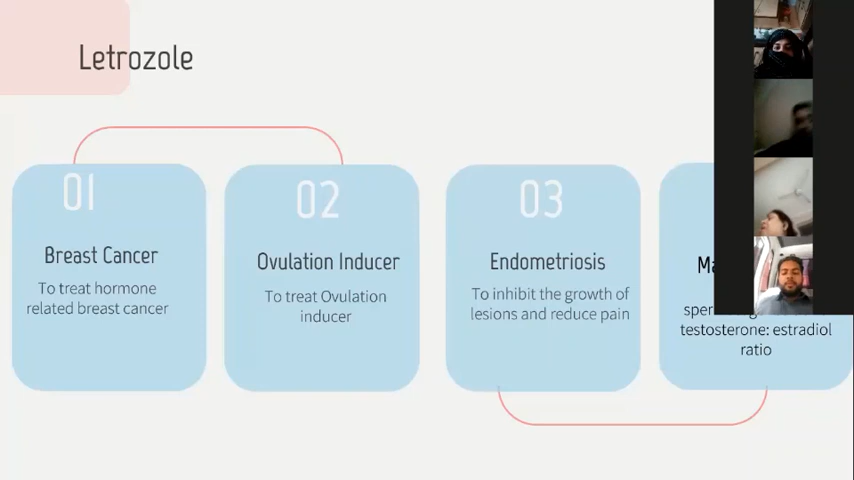 Letrozole
01
Breast Cancer
To treat hormone
related breast cancer
02
Ovulation Inducer
To treat Ovulation
inducer
03
Endometriosis
To inhibit the growth of
lesions and reduce pain
testosterone: estradiol
ratio